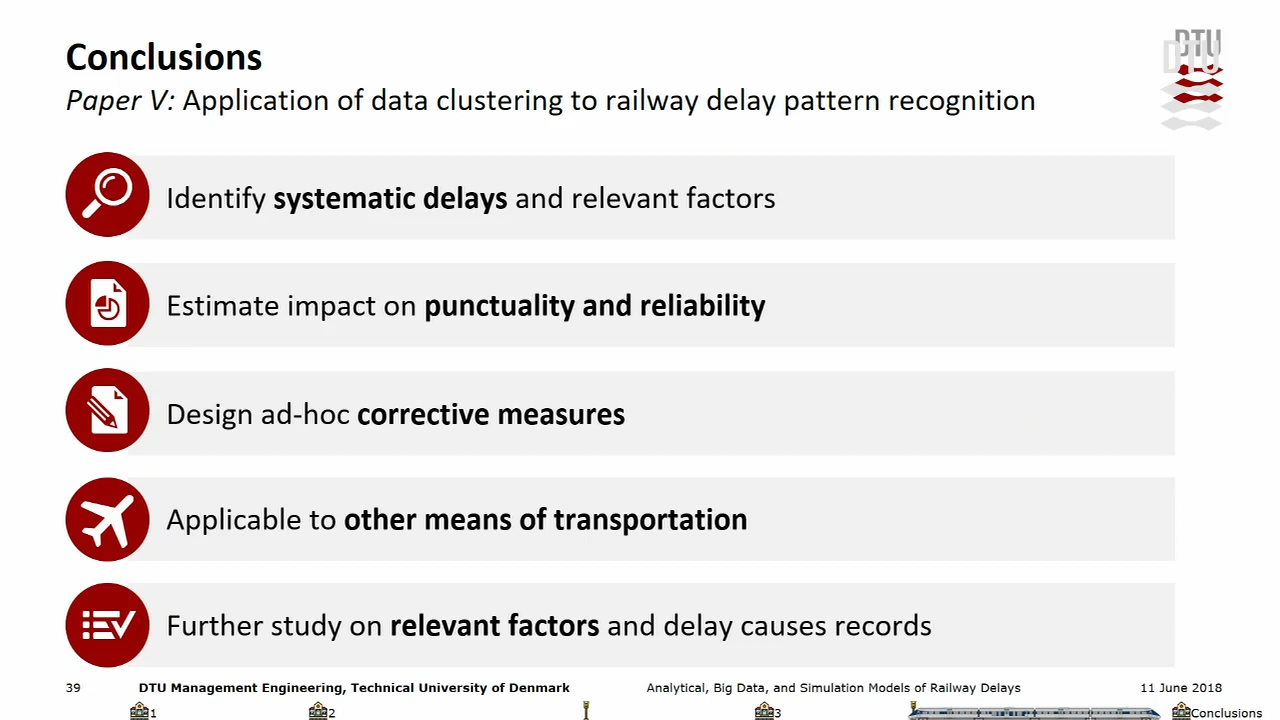 Conclusions
DTU
DTU
Paper V: Application of data clustering to railway delay pattern recognition
Identify systematic delays and relevant factors
Estimate impact on punctuality and reliability
Design ad-hoc corrective measures
Applicable to other means of transportation
Further study on relevant factors and delay causes records
39 DTU Management Engineering, Technical University of Denmark Analytical, Big Data, and Simulation Models of Railway Delays 11 June 2018
1 2 3 Conclusions